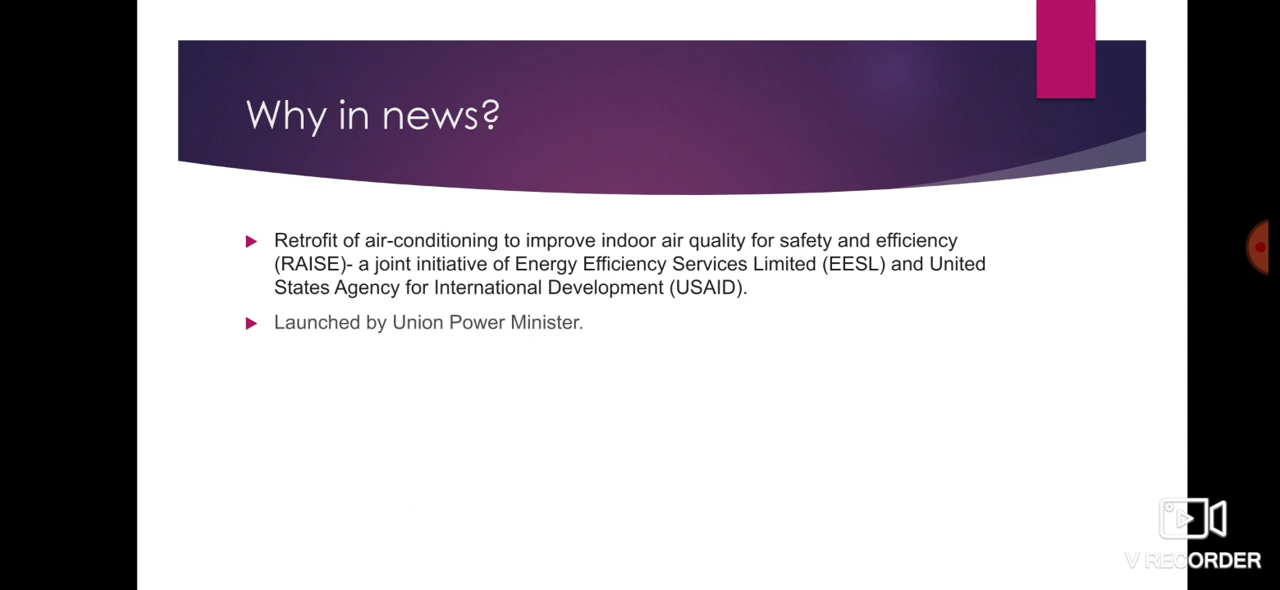 Why in news?
Retrofit of air-conditioning to improve indoor air quality for safety and efficiency
(RAISE)- a joint initiative of Energy Efficiency Services Limited (EESL) and United
States Agency for International Development (USAID).
Launched by Union Power Minister.
V RECORDER